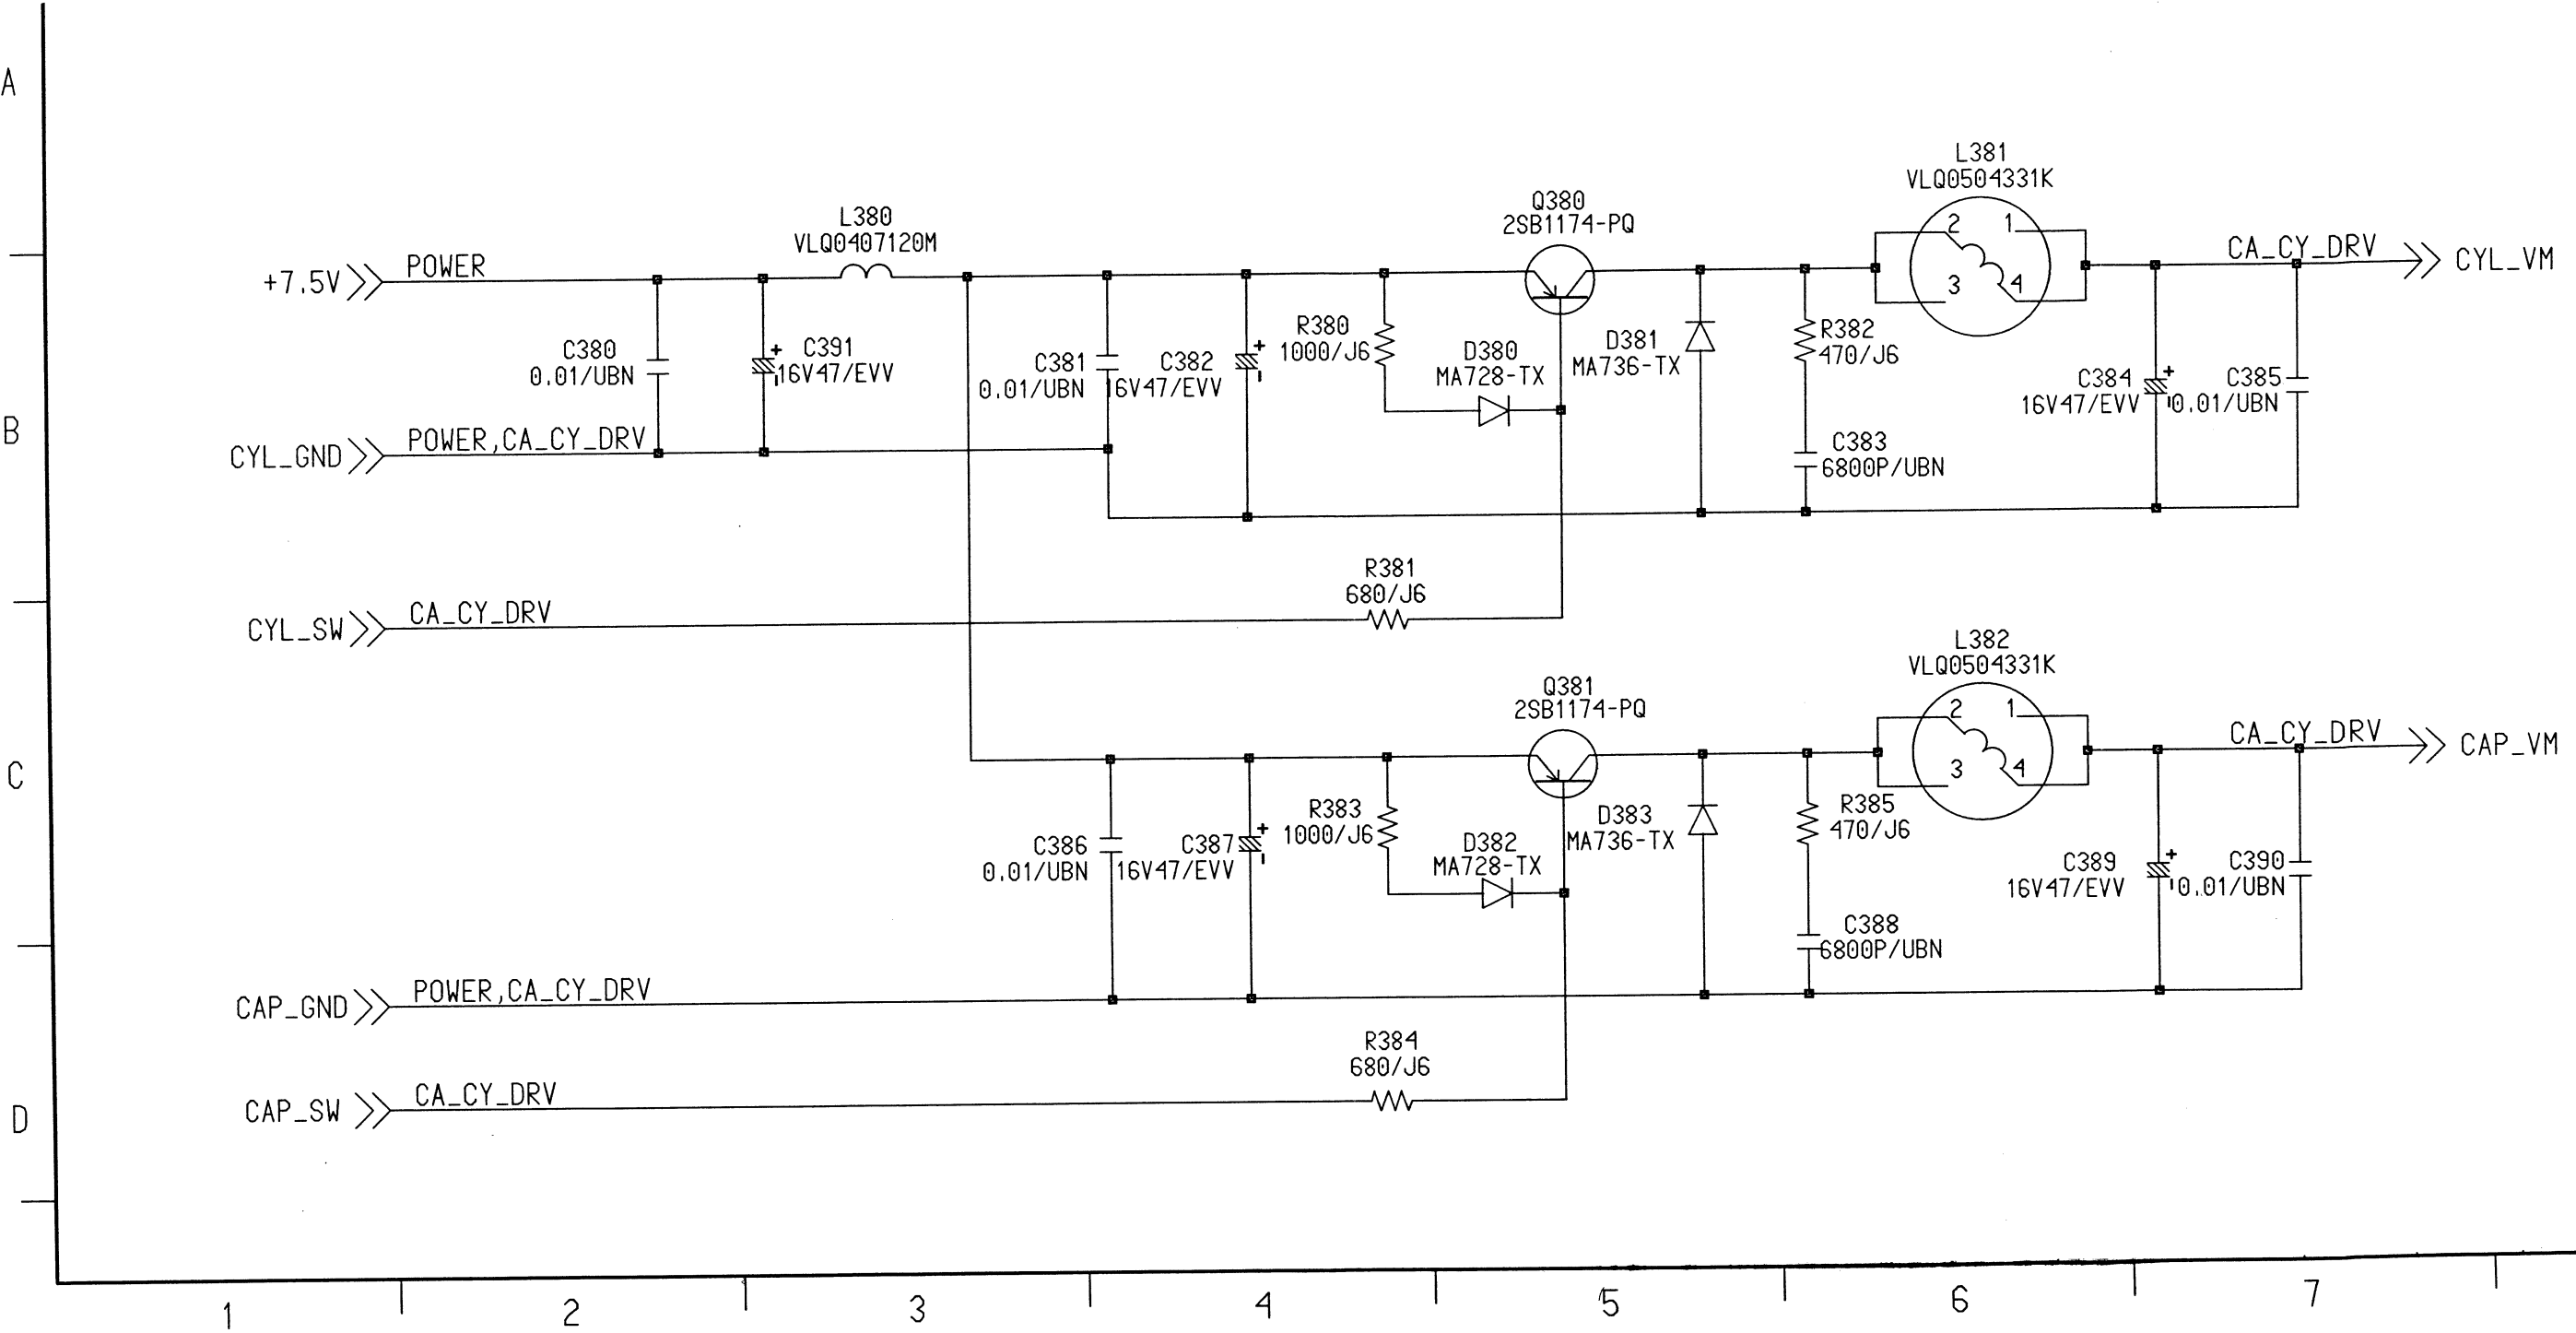 A
L381
VLQ0504331K
Q380
2SB1174-PQ
L380
VLQ0407120M
2 1
3 4
+7.5V
POWER
CA_CY_DRV
CYL_VM
C380
0.01/UBN
+
C391
-
16V47/EVV
C381
0.01/UBN
C382
16V47/EVV
+
-
R380
1000/J6
D380
MA728-TX
D381
MA736-TX
R382
470/J6
C383
6800P/UBN
C384
16V47/EVV
+
-
C385
0.01/UBN
B
CYL_GND
POWER,CA_CY_DRV
R381
680/J6
CYL_SW
CA_CY_DRV
L382
VLQ0504331K
Q381
2SB1174-PQ
2 1
3 4
CA_CY_DRV
CAP_VM
C
C386
0.01/UBN
C387
16V47/EVV
+
-
R383
1000/J6
D382
MA728-TX
D383
MA736-TX
R385
470/J6
C388
6800P/UBN
C389
16V47/EVV
+
-
C390
0.01/UBN
CAP_GND
POWER,CA_CY_DRV
R384
680/J6
CAP_SW
CA_CY_DRV
D
1 2 3 4 5 6 7